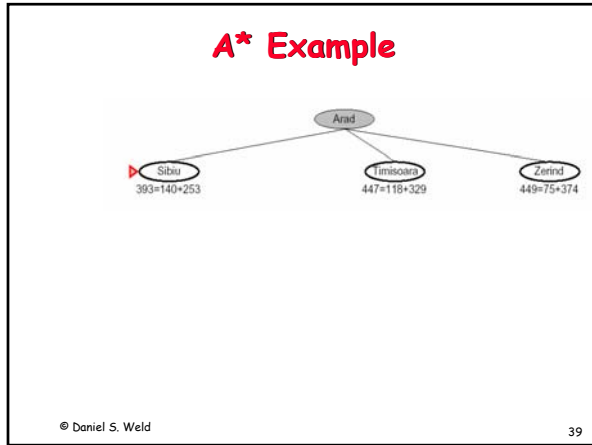 A* Example
Arad
Sibiu Timisoara Zerind
393=140+253 447=118+329 449=75+374
© Daniel S. Weld 39